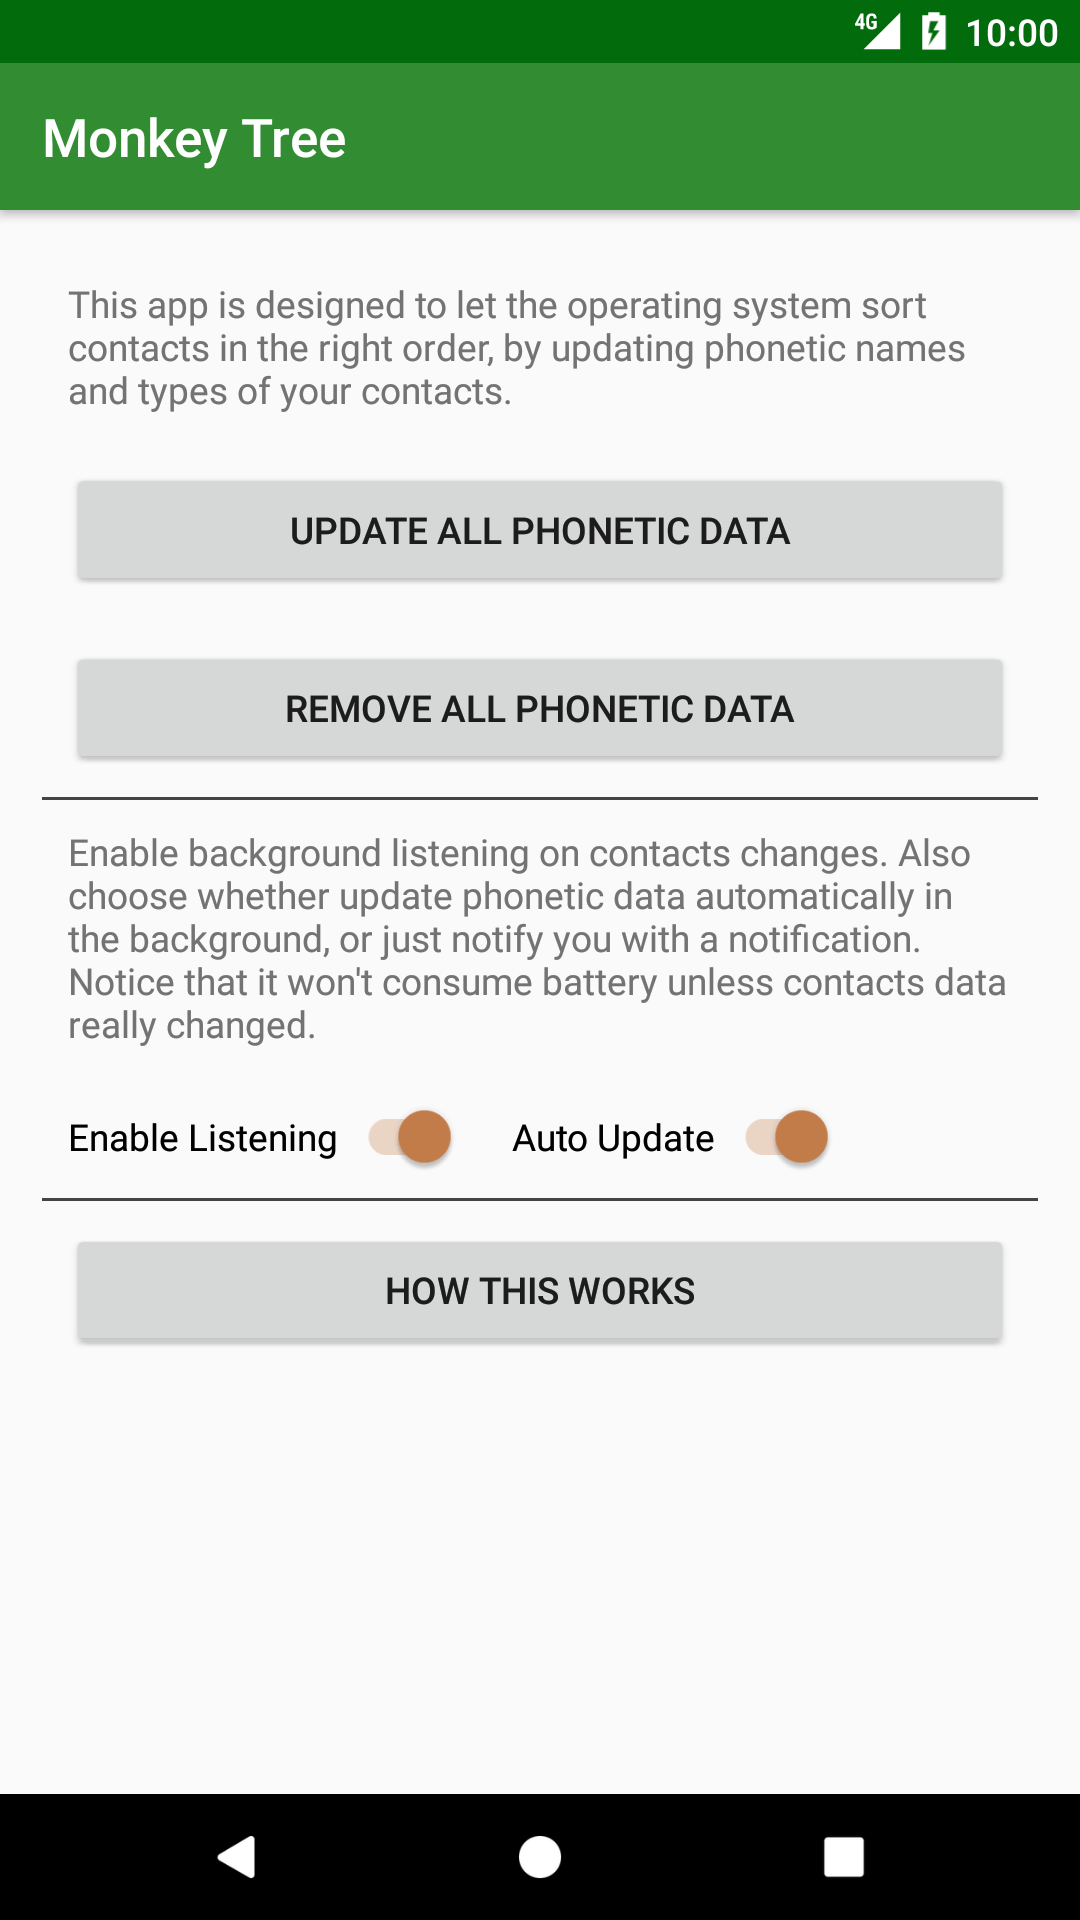 4G 10:00
Monkey Tree
This app is designed to let the operating system sort
contacts in the right order, by updating phonetic names
and types of your contacts.
UPDATE ALL PHONETIC DATA
REMOVE ALL PHONETIC DATA
Enable background listening on contacts changes. Also
choose whether update phonetic data automatically in
the background, or just notify you with a notification.
Notice that it won't consume battery unless contacts data
really changed.
Enable Listening Auto Update
HOW THIS WORKS